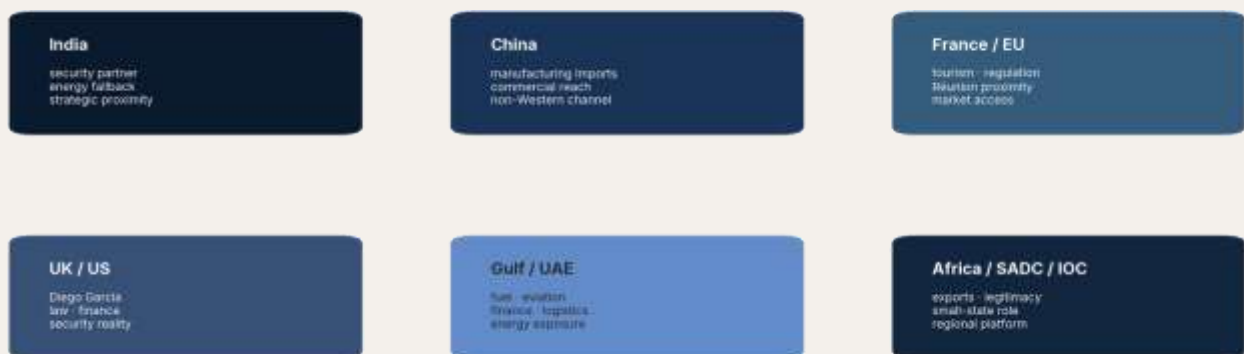 India
security partner
energy fallback
strategic proximity
China
manufacturing imports
commercial reach
non-Western channel
France / EU
tourism · regulation
Réunion proximity
market access
UK / US
Diego Garcia
law · finance
security reality
Gulf / UAE
fuel · aviation
finance · logistics
energy exposure
Africa / SADC / IOC
exports · legitimacy
small-state role
regional platform